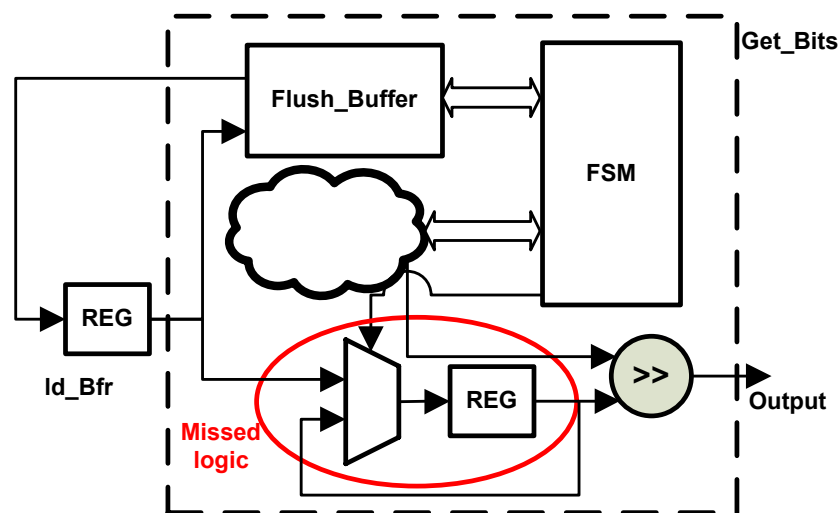 Get_Bits
Flush_Buffer
FSM
REG
ld_Bfr
>>
REG
Output
Missed
logic